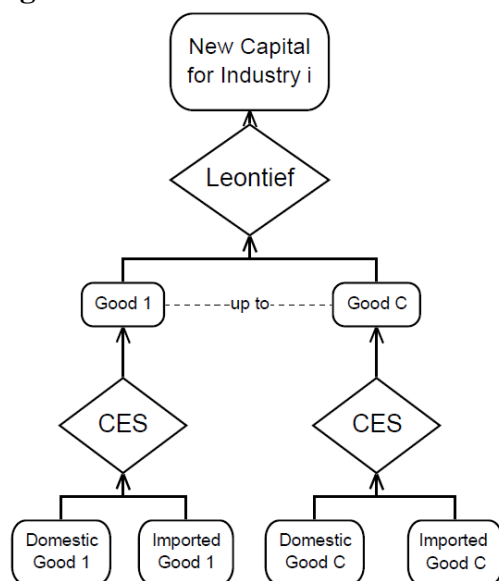 New Capital
for Industry i
Leontief
Good 1
up to
Good C
CES
CES
Domestic
Good 1
Imported
Good 1
Domestic
Good C
Imported
Good C